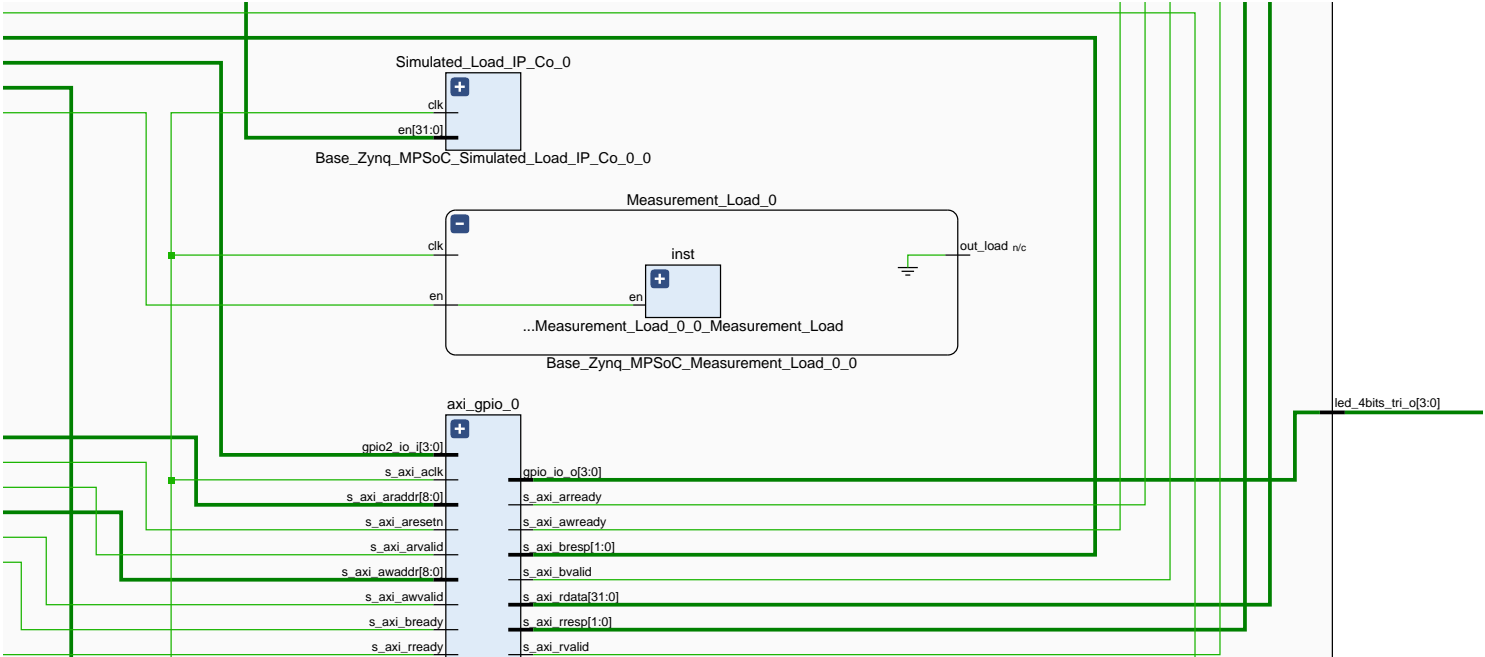 Simulated_Load_IP_Co_0
clk
en[31:0]
Base_Zynq_MPSoC_Simulated_Load_IP_Co_0_0
Measurement_Load_0
clk
out_load n/c
inst
en
en
...Measurement_Load_0_0_Measurement_Load
Base_Zynq_MPSoC_Measurement_Load_0_0
axi_gpio_0
led_4bits_tri_o[3:0]
gpio2_io_i[3:0]
s_axi_aclk
gpio_io_o[3:0]
s_axi_araddr[8:0]
s_axi_arready
s_axi_aresetn
s_axi_awready
s_axi_arvalid
s_axi_bresp[1:0]
s_axi_awaddr[8:0]
s_axi_bvalid
s_axi_awvalid
s_axi_rdata[31:0]
s_axi_bready
s_axi_rresp[1:0]
s_axi_rready
s_axi_rvalid